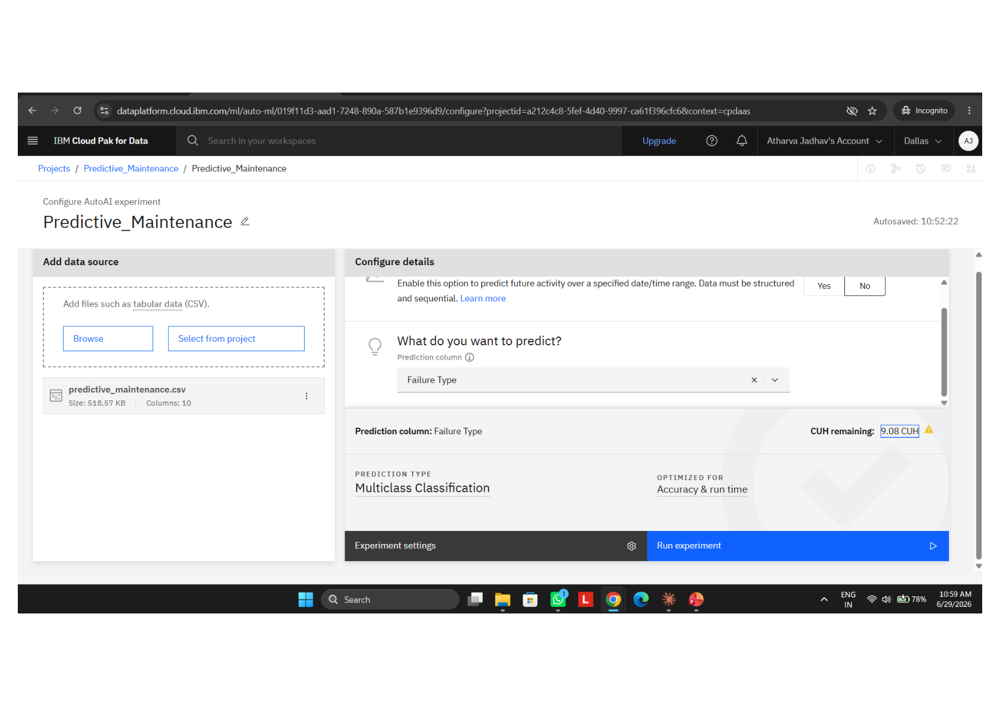 dataplatform.cloud.ibm.com/ml/auto-ml/019f11d3-aad1-7248-890a-587b1e9396d9/configure?projectid=a212c4c8-5fef-4d40-9997-ca61f396cfc6&context=cpdaas
Incognito
IBM Cloud Pak for Data
Search in your workspaces
Upgrade
Atharva Jadhav's Account
Dallas
AJ
Projects / Predictive_Maintenance / Predictive_Maintenance
Configure AutoAI experiment
Predictive_Maintenance
Autosaved: 10:52:22
Add data source
Add files such as tabular data (CSV).
Browse
Select from project
predictive_maintenance.csv
Size: 518.57 KB
Columns: 10
Configure details
Enable this option to predict future activity over a specified date/time range. Data must be structured
and sequential. Learn more
Yes
No
What do you want to predict?
Prediction column
Failure Type
Prediction column: Failure Type
CUH remaining: 9.08 CUH
PREDICTION TYPE
Multiclass Classification
OPTIMIZED FOR
Accuracy & run time
Experiment settings
Run experiment
Search
1
L
P
ENG
IN
78%
10:59 AM
6/29/2026